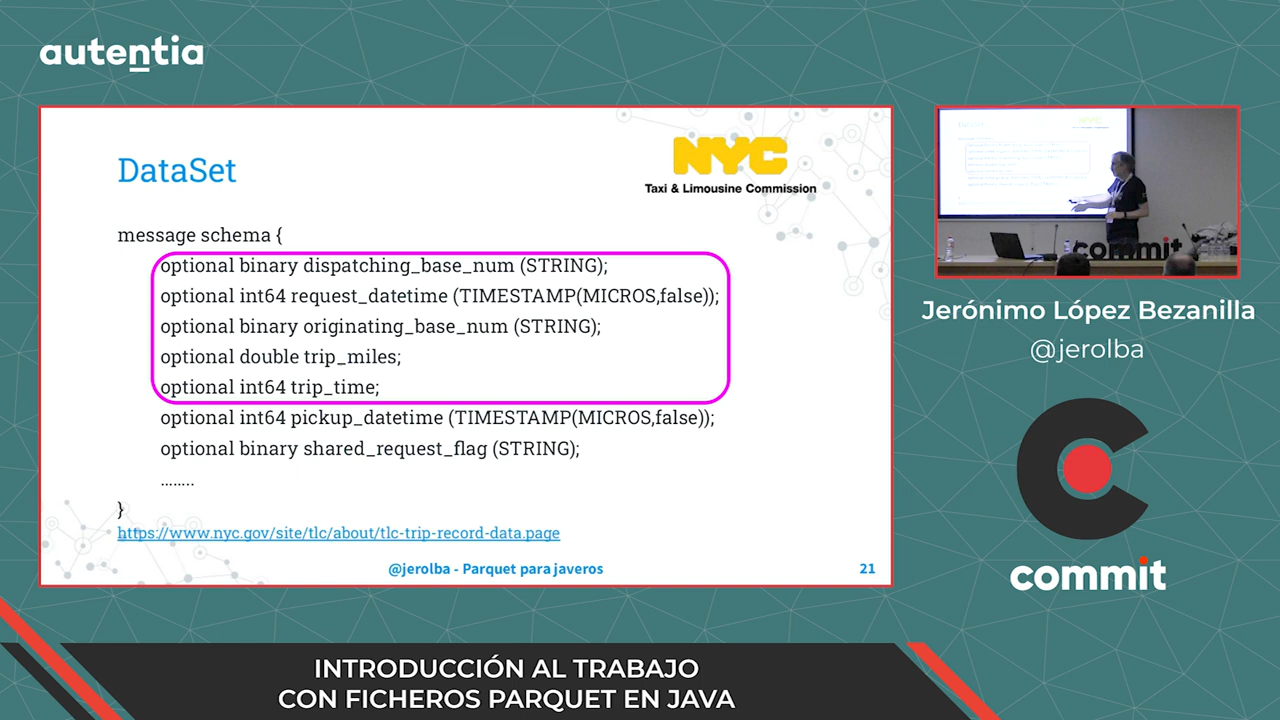 autentia
DataSet
NYC
Taxi & Limousine Commission
message schema {
optional binary dispatching_base_num (STRING);
optional int64 request_datetime (TIMESTAMP(MICROS,false));
optional binary originating_base_num (STRING);
optional double trip_miles;
optional int64 trip_time;
optional int64 pickup_datetime (TIMESTAMP(MICROS,false));
optional binary shared_request_flag (STRING);
........
}
https://www.nyc.gov/site/tlc/about/tlc-trip-record-data.page
@jerolba - Parquet para javeros
21
DataSet
NYC
commit
Jerónimo López Bezanilla
@jerolba
commit
INTRODUCCIÓN AL TRABAJO
CON FICHEROS PARQUET EN JAVA